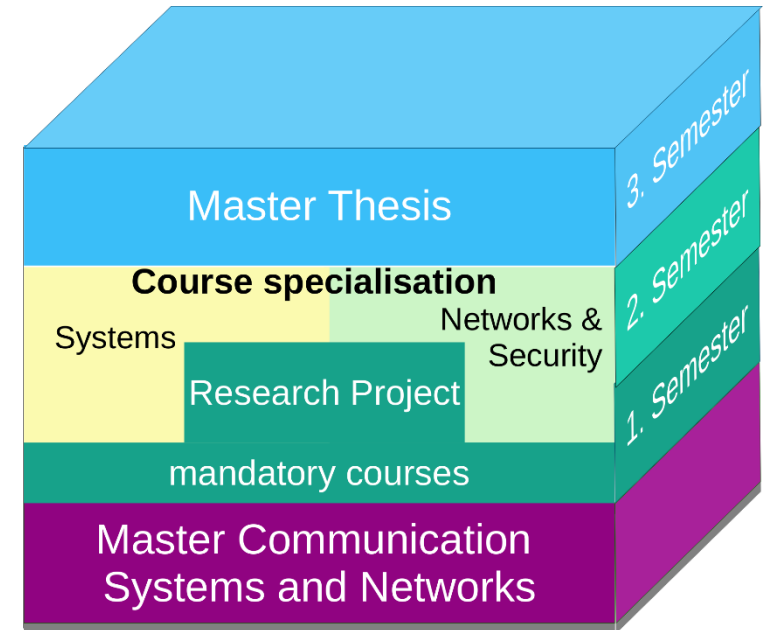 3. Semester
Master Thesis
2. Semester
Course specialisation
Systems
Networks &
Security
Research Project
1. Semester
mandatory courses
Master Communication
Systems and Networks